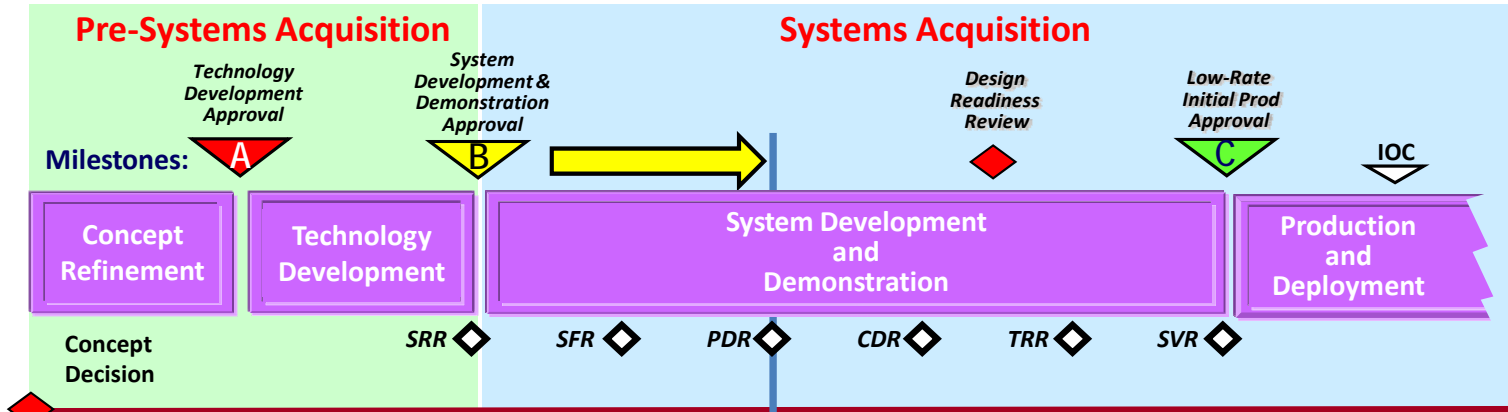 Pre-Systems Acquisition
Systems Acquisition
Technology
Development
Approval
System
Development &
Demonstration
Approval
Design
Readiness
Review
Low-Rate
Initial Prod
Approval
Milestones:
A
B
C
IOC
Concept
Refinement
Technology
Development
System Development
and
Demonstration
Production
and
Deployment
SRR
SFR
PDR
CDR
TRR
SVR
Concept
Decision